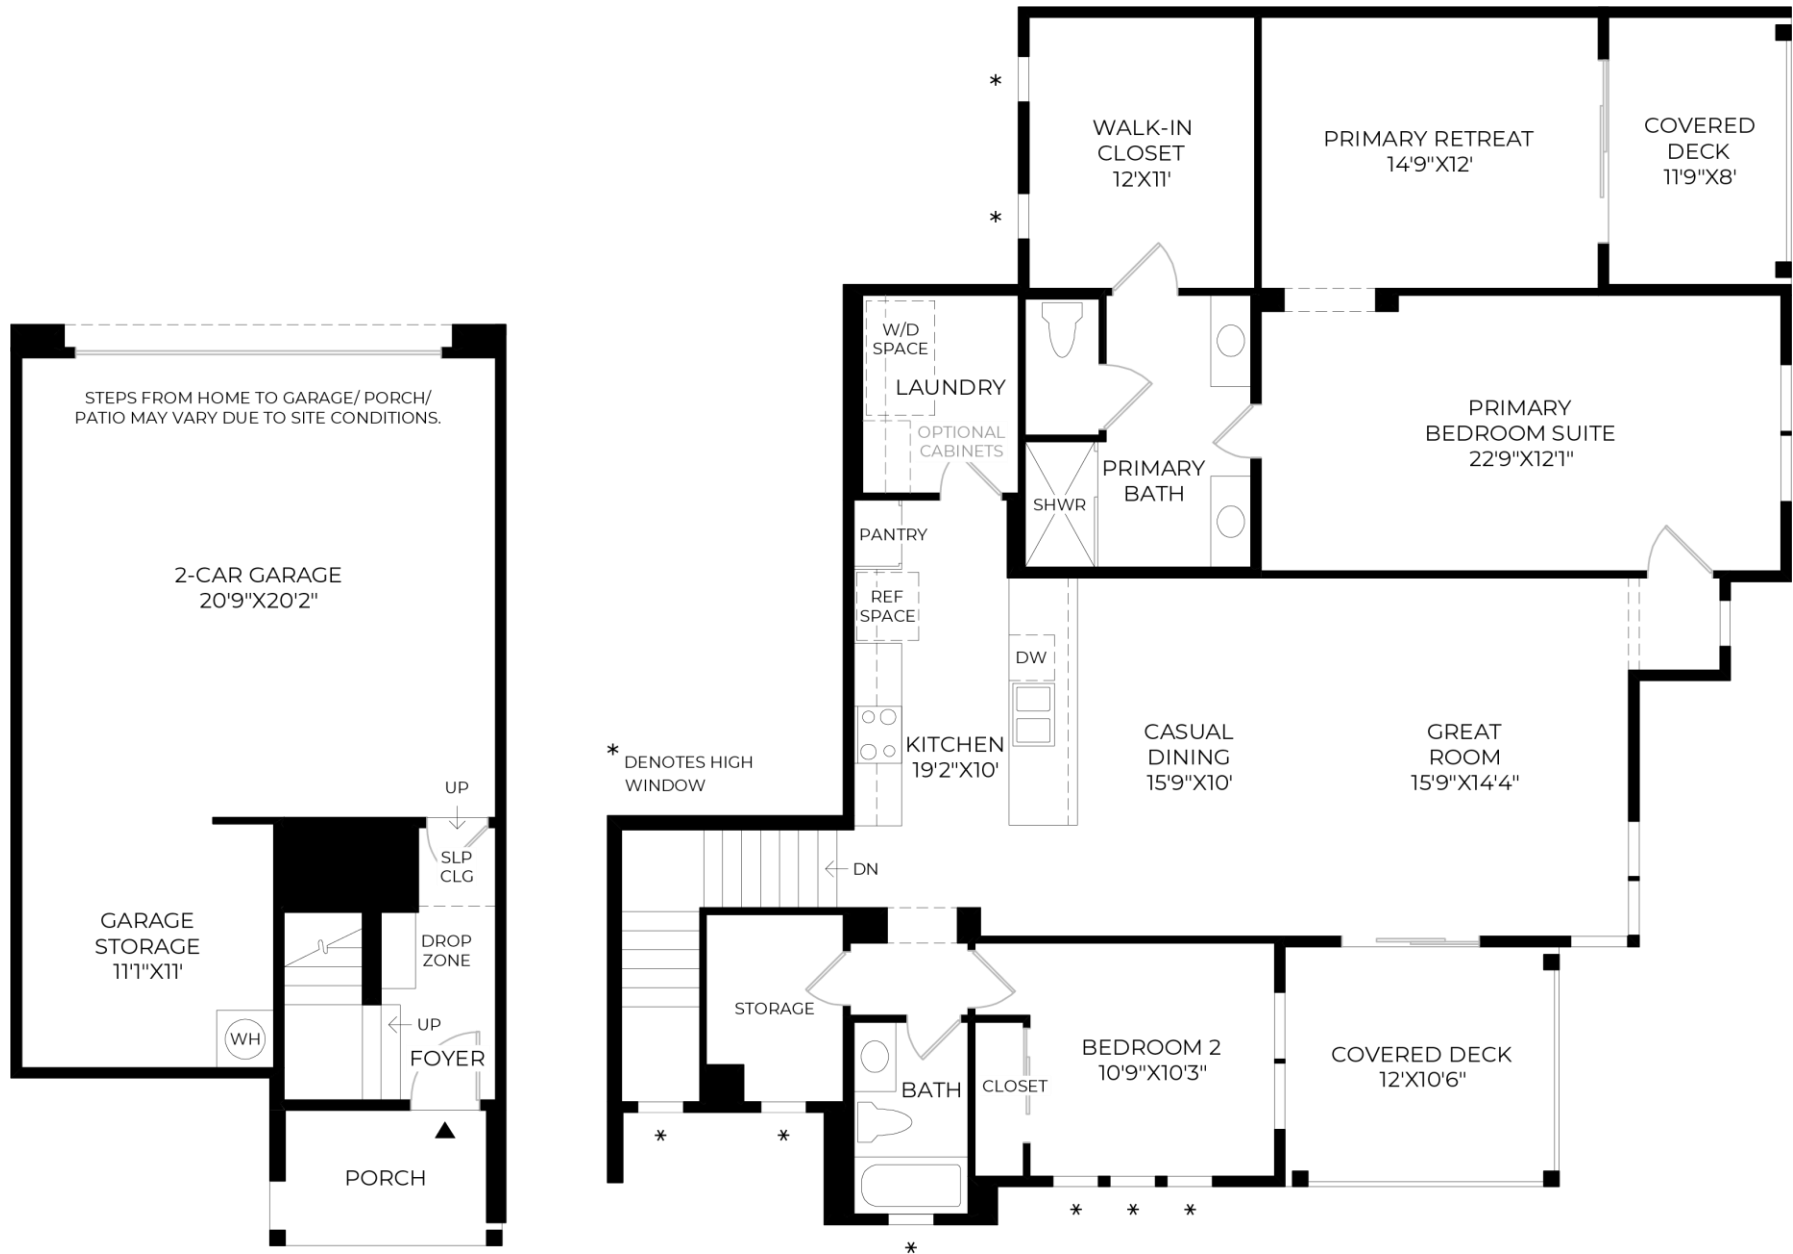 STEPS FROM HOME TO GARAGE/ PORCH/
PATIO MAY VARY DUE TO SITE CONDITIONS.
2-CAR GARAGE
20'9"X20'2"
UP
SLP
CLG
GARAGE
STORAGE
11'1"X11'
DROP
ZONE
WH
UP
FOYER
PORCH
*
*
WALK-IN
CLOSET
12'X11'
PRIMARY RETREAT
14'9"X12'
COVERED
DECK
11'9"X8'
W/D
SPACE
LAUNDRY
OPTIONAL
CABINETS
PRIMARY
BATH
SHWR
PRIMARY
BEDROOM SUITE
22'9"X12'1"
PANTRY
REF
SPACE
DW
KITCHEN
19'2"X10'
CASUAL
DINING
15'9"X10'
GREAT
ROOM
15'9"X14'4"
* DENOTES HIGH
WINDOW
DN
STORAGE
BATH
CLOSET
BEDROOM 2
10'9"X10'3"
COVERED DECK
12'X10'6"
*
*
*
*
*
*